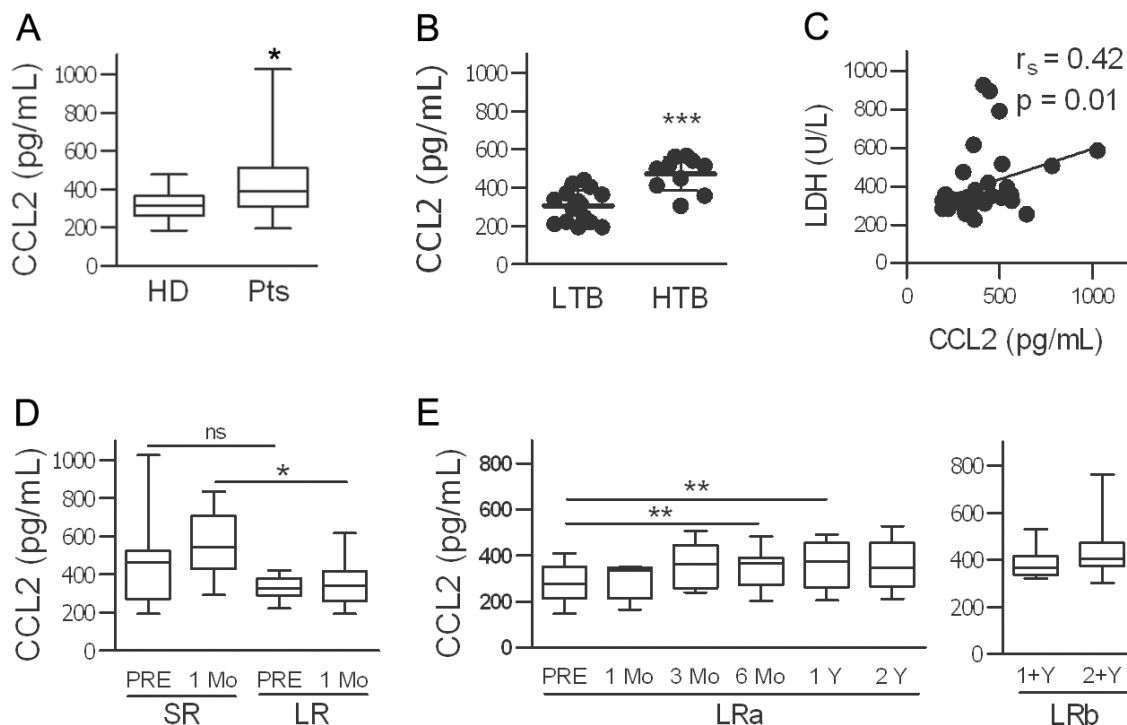 A
CCL2 (pg/mL)
1000
800
600
400
200
0
*
HD Pts
B
CCL2 (pg/mL)
1000
800
600
400
200
0
***
LTB HTB
C
LDH (U/L)
1000
800
600
400
200
0
rs = 0.42
p = 0.01
0 500 1000
CCL2 (pg/mL)
D
CCL2 (pg/mL)
1000
800
600
400
200
0
ns
*
PRE 1 Mo PRE 1 Mo
SR LR
E
CCL2 (pg/mL)
800
600
400
200
0
**
**
PRE 1 Mo 3 Mo 6 Mo 1 Y 2 Y
LRa
800
600
400
200
0
1+Y 2+Y
LRb